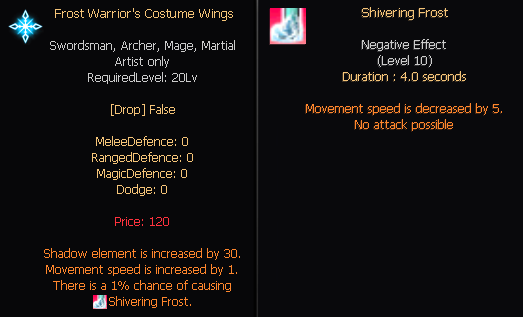 Frost Warrior's Costume Wings
Swordsman, Archer, Mage, Martial
Artist only
RequiredLevel: 20Lv
[Drop] False
MeleeDefence: 0
RangedDefence: 0
MagicDefence: 0
Dodge: 0
Price: 120
Shadow element is increased by 30.
Movement speed is increased by 1.
There is a 1% chance of causing
Shivering Frost.
Shivering Frost
Negative Effect
(Level 10)
Duration : 4.0 seconds
Movement speed is decreased by 5.
No attack possible